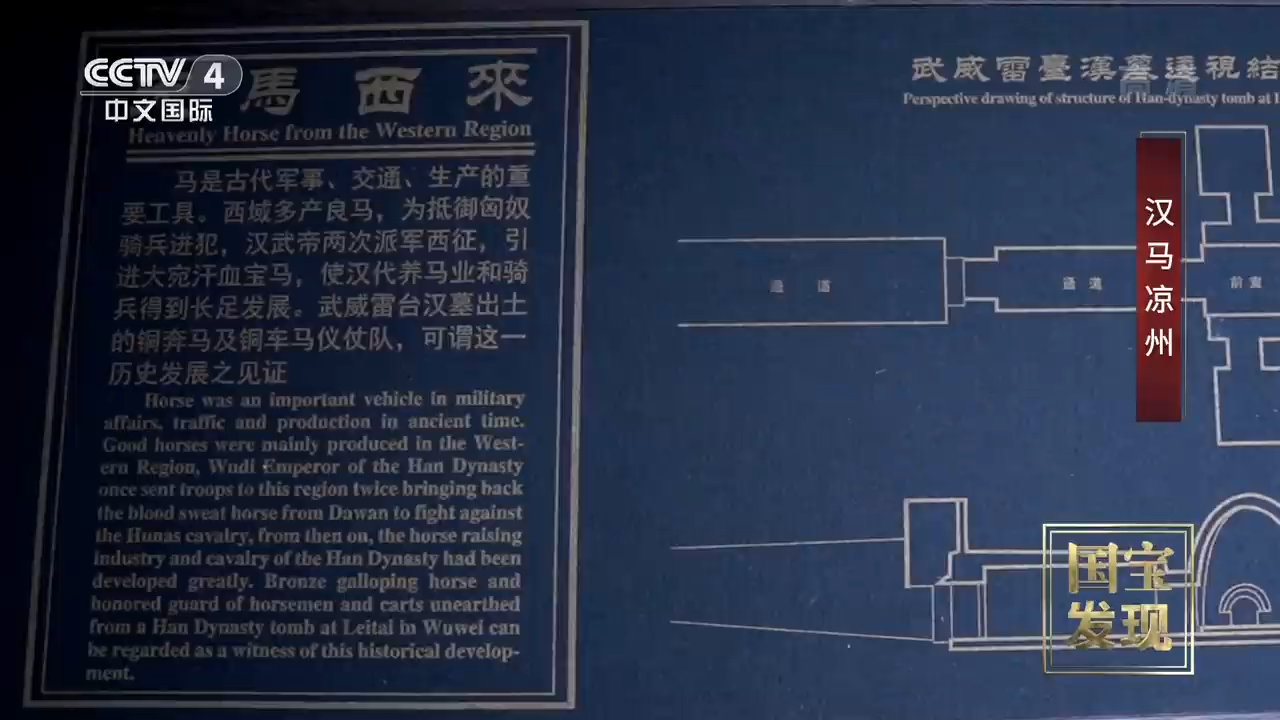 CCTV 4
中文国际
馬西來
Heavenly Horse from the Western Region
马是古代军事、交通、生产的重
要工具。西域多产良马，为抵御匈奴
骑兵进犯，汉武帝两次派军西征，引
进大宛汗血宝马，使汉代养马业和骑
兵得到长足发展。武威雷台汉墓出土
的铜奔马及铜车马仪仗队，可谓这一
历史发展之见证
Horse was an important vehicle in military
affairs, traffic and production in ancient time.
Good horses were mainly produced in the West-
ern Region, Wudi Emperor of the Han Dynasty
once sent troops to this region twice bringing back
the blood sweat horse from Dawan to fight against
the Hunas cavalry, from then on, the horse raising
industry and cavalry of the Han Dynasty had been
developed greatly. Bronze galloping horse and
honored guard of horsemen and carts unearthed
from a Han Dynasty tomb at Leitai in Wuwei can
be regarded as a witness of this historical develop-
ment.
武威雷臺漢墓透視結
Perspective drawing of structure of Han-dynasty tomb at
甬道
前室
汉马凉州
国宝
发现